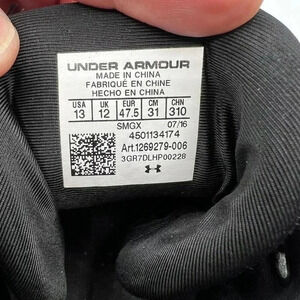 UNDER ARMOUR
MADE IN CHINA
FABRIQUÉ EN CHINE
HECHO EN CHINA
USA UK EUR CM CHN
13 12 47.5 31 310
SMGX 07/16
4501134174
Art.1269279-006
3GR7DLHP00228